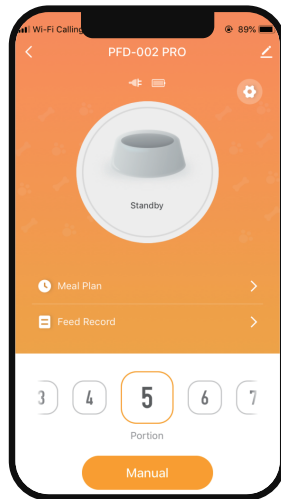 Wi-Fi Calling 89%
PFD-002 PRO
Standby
Meal Plan
Feed Record
3 4 5 6 7
Portion
Manual